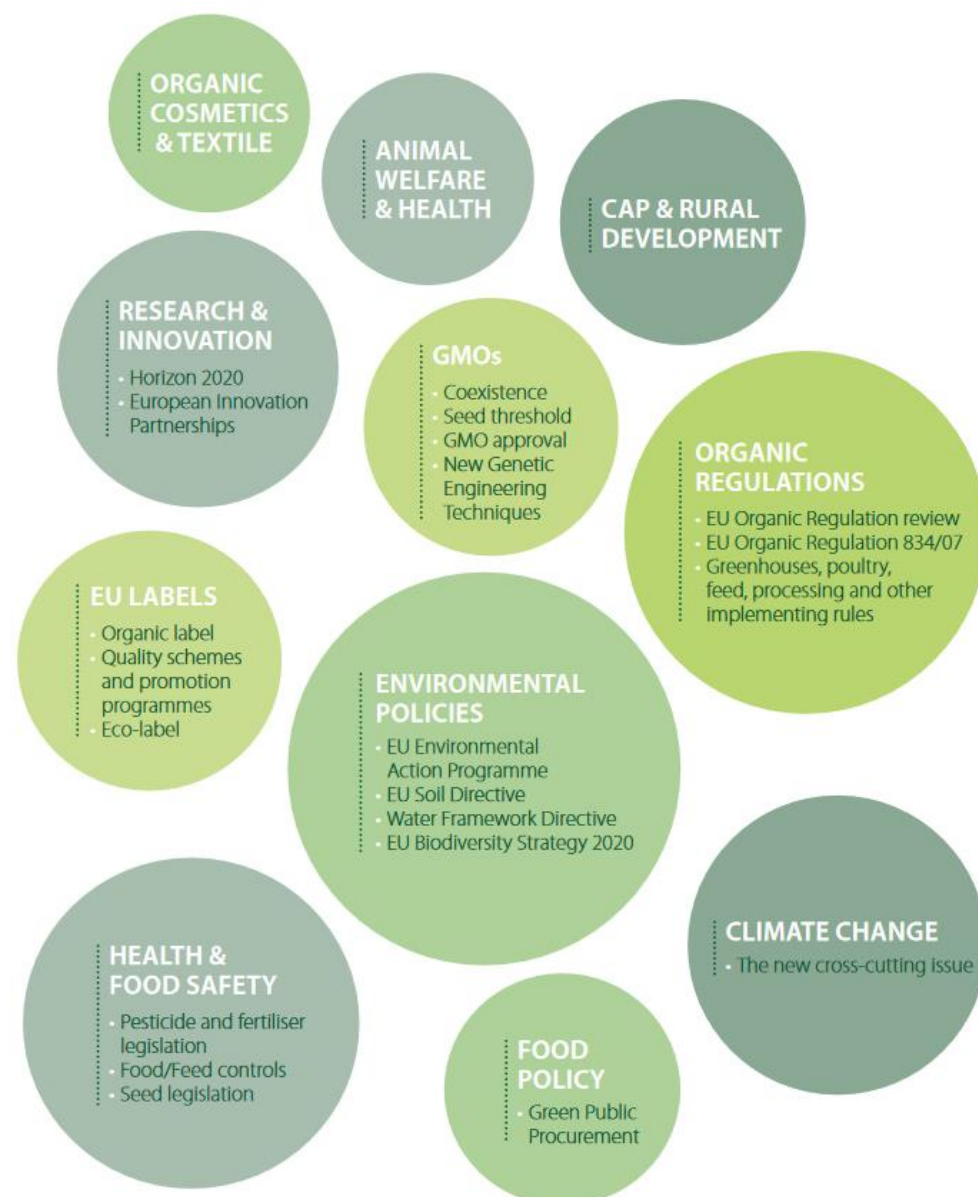 ORGANIC
COSMETICS
& TEXTILE
ANIMAL
WELFARE
& HEALTH
CAP & RURAL
DEVELOPMENT
RESEARCH &
INNOVATION
• Horizon 2020
• European Innovation
Partnerships
GMOs
• Coexistence
• Seed threshold
• GMO approval
• New Genetic
Engineering
Techniques
ORGANIC
REGULATIONS
• EU Organic Regulation review
• EU Organic Regulation 834/07
• Greenhouses, poultry,
feed, processing and other
implementing rules
EU LABELS
• Organic label
• Quality schemes
and promotion
programmes
• Eco-label
ENVIRONMENTAL
POLICIES
• EU Environmental
Action Programme
• EU Soil Directive
• Water Framework Directive
• EU Biodiversity Strategy 2020
HEALTH &
FOOD SAFETY
• Pesticide and fertiliser
legislation
• Food/Feed controls
• Seed legislation
CLIMATE CHANGE
• The new cross-cutting issue
FOOD
POLICY
• Green Public
Procurement